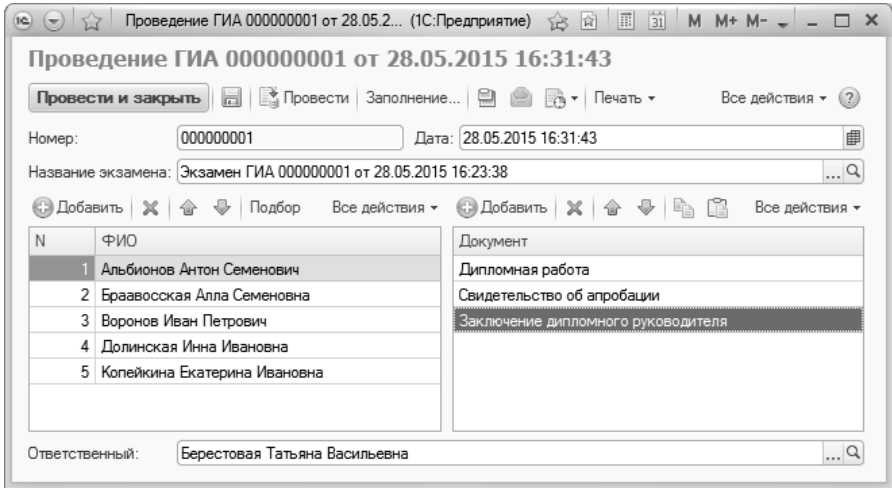 1С Проведение ГИА 000000001 от 28.05.2... (1С:Предприятие) 31 M M+ M-
Проведение ГИА 000000001 от 28.05.2015 16:31:43
Провести и закрыть Провести Заполнение... Печать Все действия ?
Номер: 000000001 Дата: 28.05.2015 16:31:43
Название экзамена: Экзамен ГИА 000000001 от 28.05.2015 16:23:38 ...
Добавить Подбор Все действия Добавить Все действия
N ФИО Документ
1 Альбионов Антон Семенович Дипломная работа
2 Браавосская Алла Семеновна Свидетельство об апробации
3 Воронов Иван Петрович Заключение дипломного руководителя
4 Долинская Инна Ивановна
5 Копейкина Екатерина Ивановна
Ответственный: Берестовая Татьяна Васильевна ...